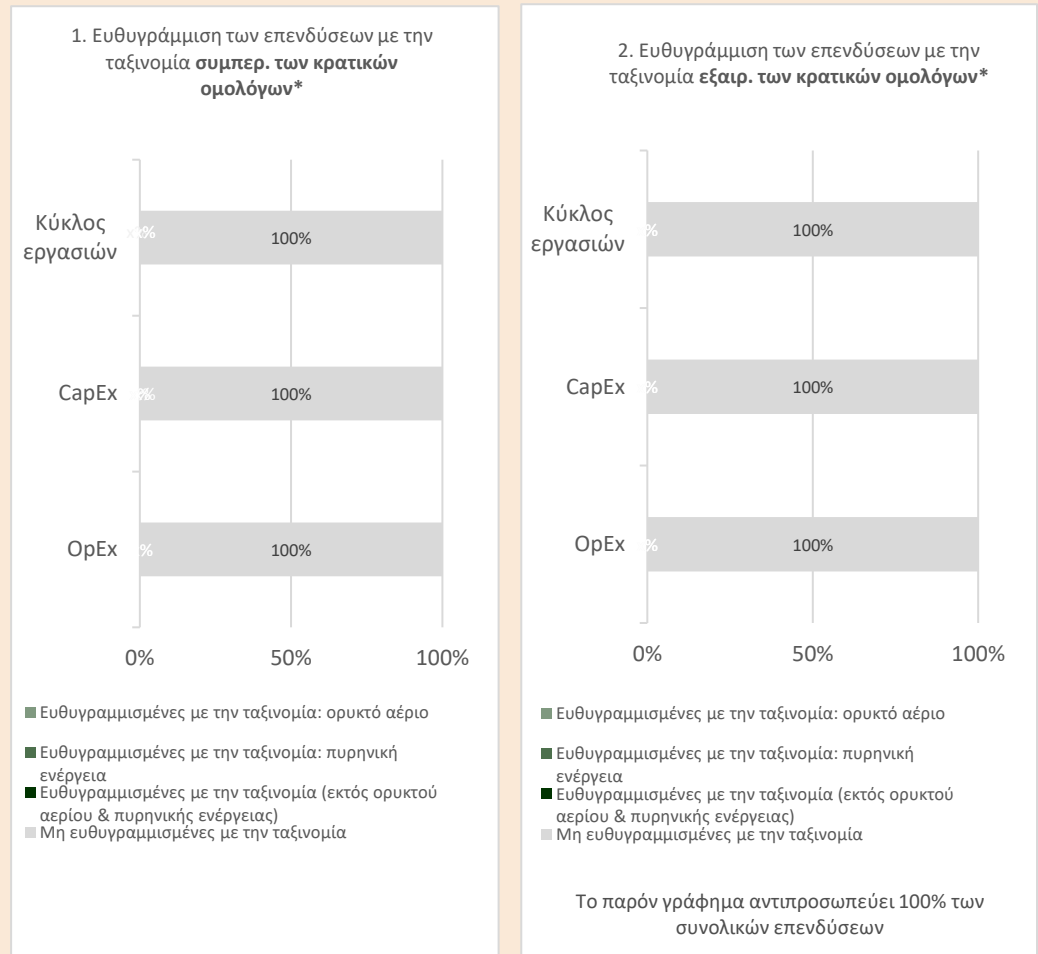 1. Ευθυγράμμιση των επενδύσεων με την
ταξινομία συμπερ. των κρατικών
ομολόγων*
Κύκλος
εργασιών
100%
CapEx
100%
OpEx
100%
0% 50% 100%
Ευθυγραμμισμένες με την ταξινομία: ορυκτό αέριο
Ευθυγραμμισμένες με την ταξινομία: πυρηνική
ενέργεια
Ευθυγραμμισμένες με την ταξινομία (εκτός ορυκτού
αερίου & πυρηνικής ενέργειας)
Μη ευθυγραμμισμένες με την ταξινομία
2. Ευθυγράμμιση των επενδύσεων με την
ταξινομία εξαιρ. των κρατικών ομολόγων*
Κύκλος
εργασιών
%
100%
CapEx
%
100%
OpEx
%
100%
0% 50% 100%
Ευθυγραμμισμένες με την ταξινομία: ορυκτό αέριο
Ευθυγραμμισμένες με την ταξινομία: πυρηνική
ενέργεια
Ευθυγραμμισμένες με την ταξινομία (εκτός ορυκτού
αερίου & πυρηνικής ενέργειας)
Μη ευθυγραμμισμένες με την ταξινομία
Το παρόν γράφημα αντιπροσωπεύει 100% των
συνολικών επενδύσεων